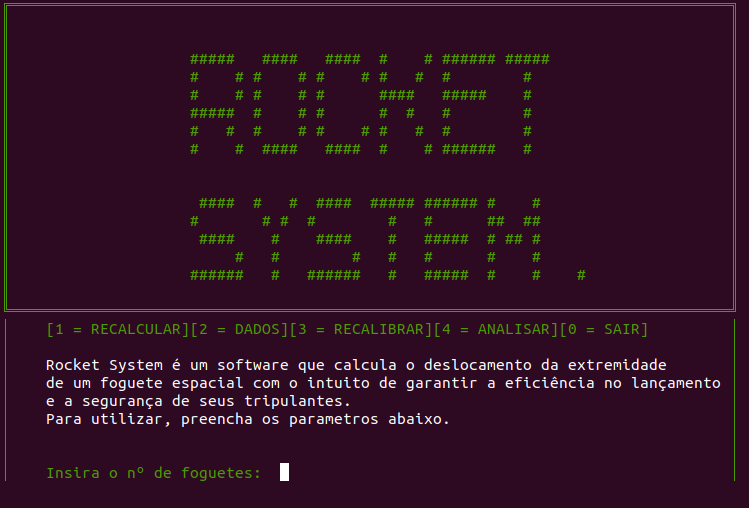 ROCKET
SYSTEM.
[1 = RECALCULAR][2 = DADOS][3 = RECALIBRAR][4 = ANALISAR][0 = SAIR]
Rocket System é um software que calcula o deslocamento da extremidade
de um foguete espacial com o intuito de garantir a eficiência no lançamento
e a segurança de seus tripulantes.
Para utilizar, preencha os parametros abaixo.
Insira o nº de foguetes: